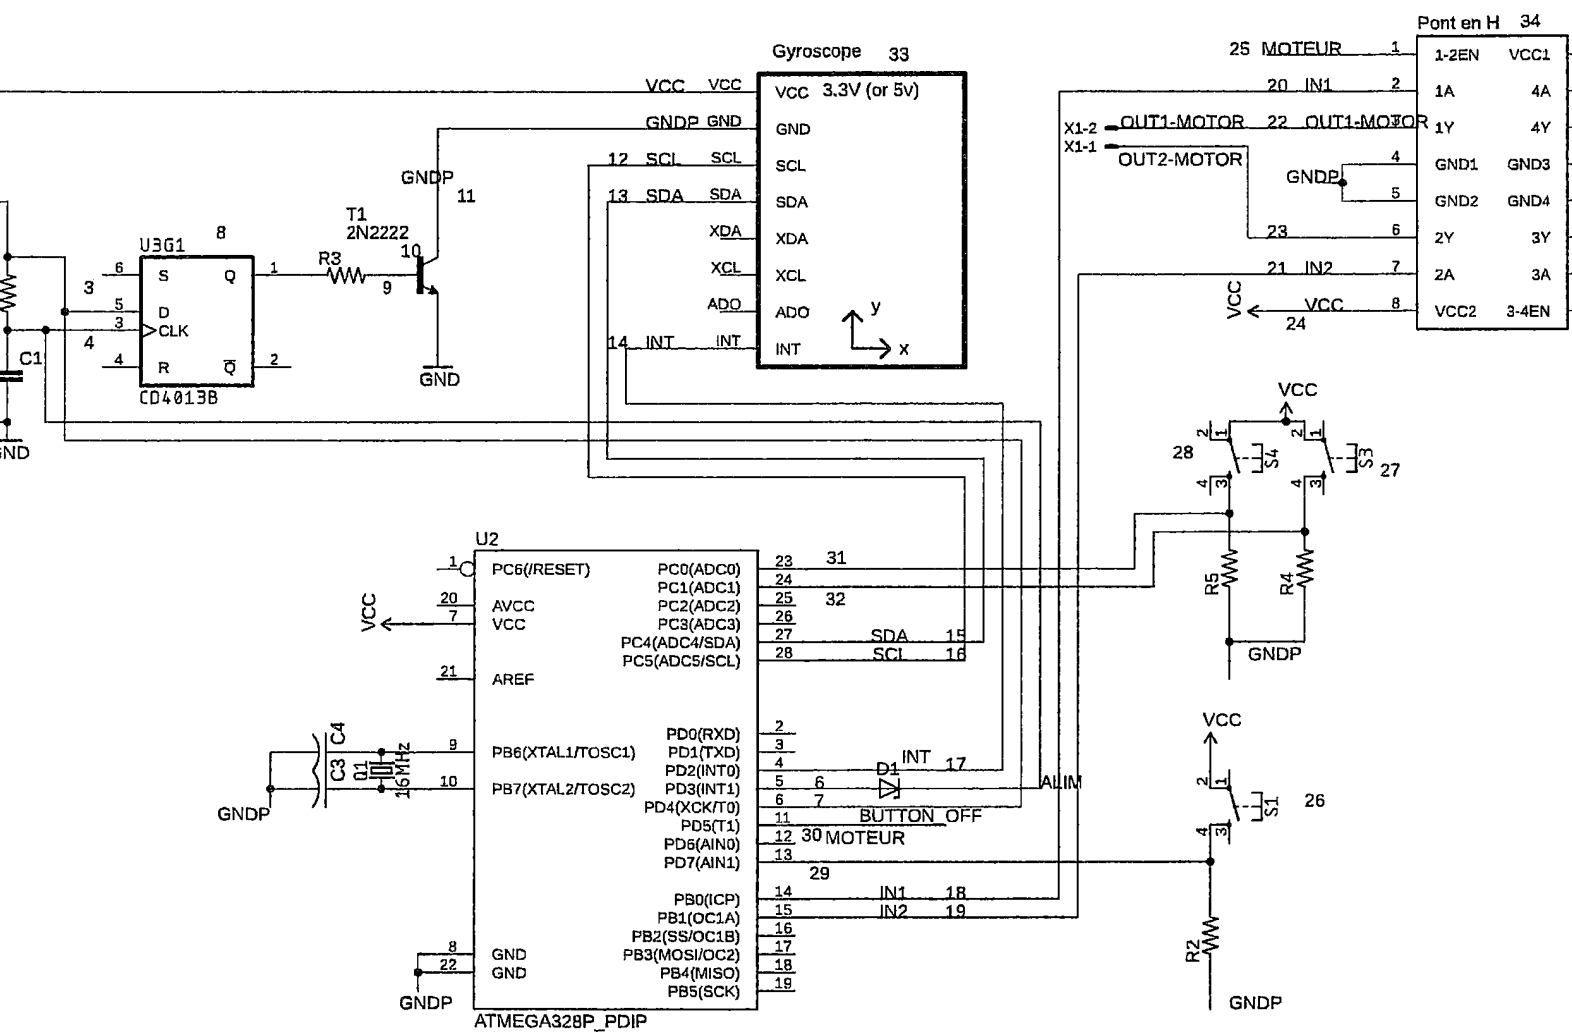 Pont en H 34
25 MOTEUR 1 1-2EN VCC1
20 IN1 2 1A 4A
X1-2 OUT1-MOTOR 22 OUT1-MOTOR 3 1Y 4Y
X1-1
OUT2-MOTOR
4 GND1 GND3
GNDP
5 GND2 GND4
23 6 2Y 3Y
21 IN2 7 2A 3A
VCC VCC 8 VCC2 3-4EN
24
Gyroscope 33
VCC VCC VCC 3.3V (or 5v)
GNDP GND GND
12 SCL SCL SCL
13 SDA SDA SDA
XDA XDA
XCL XCL
ADO ADO
14 INT INT INT
y
x
GNDP
11
T1
2N2222
10
R3
9
GND
U3G1 8
6 S Q 1
3
5 D
3 CLK
4
4 R Q 2
CD4013B
C1
GND
VCC
2 1 2 1
28 S4 S3 27
4 3 4 3
R5 R4
GNDP
U2
1 PC6(/RESET) PC0(ADC0) 23 31
PC1(ADC1) 24
20 AVCC PC2(ADC2) 25 32
VCC 7 VCC PC3(ADC3) 26
PC4(ADC4/SDA) 27 SDA 15
PC5(ADC5/SCL) 28 SCL 16
21 AREF
PD0(RXD) 2
9 PB6(XTAL1/TOSC1) PD1(TXD) 3
PD2(INT0) 4 INT 17
10 PB7(XTAL2/TOSC2) PD3(INT1) 5 6 D1 ALIM
PD4(XCK/T0) 6 7
PD5(T1) 11 BUTTON_OFF
PD6(AIN0) 12 30 MOTEUR
PD7(AIN1) 13
29
PB0(ICP) 14 IN1 18
PB1(OC1A) 15 IN2 19
PB2(SS/OC1B) 16
8 GND PB3(MOSI/OC2) 17
22 GND PB4(MISO) 18
PB5(SCK) 19
GNDP
ATMEGA328P_PDIP
C4
C3 Q1 16MHz
GNDP
VCC
2 1
S1 26
4 3
R2
GNDP